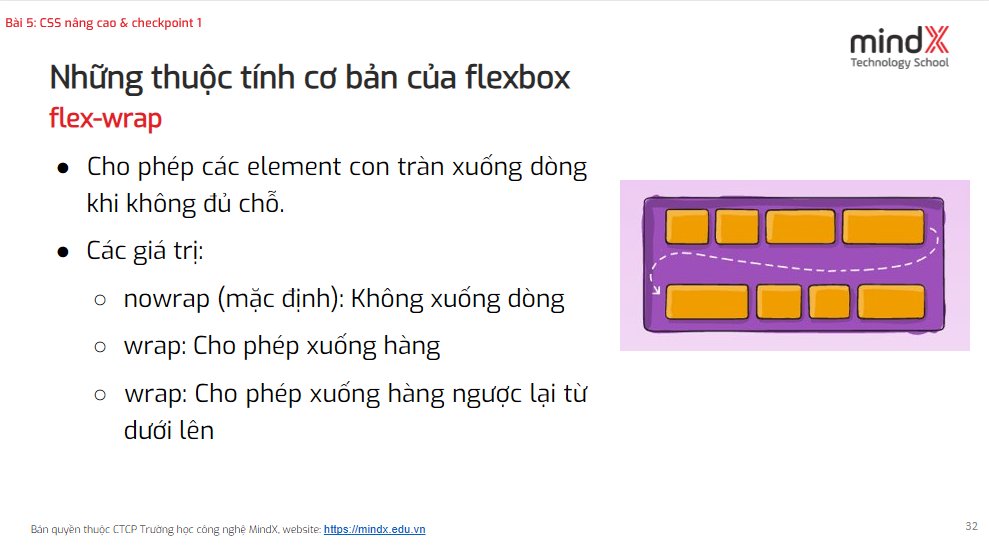 Bài 5: CSS nâng cao & checkpoint 1
mindX
Technology School
Những thuộc tính cơ bản của flexbox
flex-wrap
● Cho phép các element con tràn xuống dòng
khi không đủ chỗ.
● Các giá trị:
○ nowrap (mặc định): Không xuống dòng
○ wrap: Cho phép xuống hàng
○ wrap: Cho phép xuống hàng ngược lại từ
dưới lên
Bản quyền thuộc CTCP Trường học công nghệ MindX, website: https://mindx.edu.vn
32